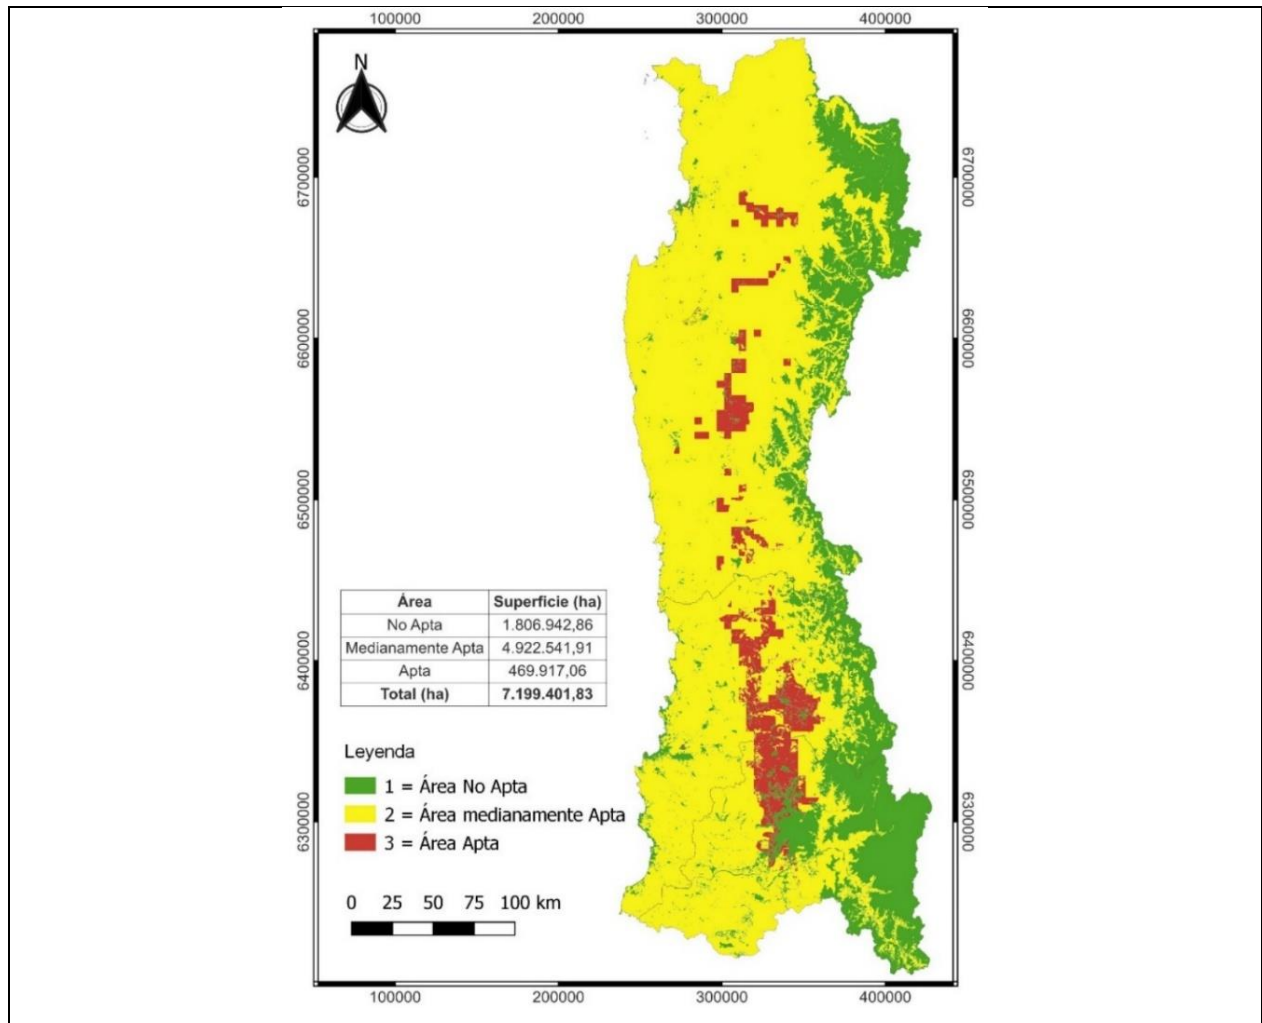 100000 200000 300000 400000
N
6700000 6700000
6600000 6600000
6500000 6500000
Área Superficie (ha)
No Apta 1.806.942,86
Medianamente Apta 4.922.541,91
Apta 469.917,06
Total (ha) 7.199.401,83
6400000 6400000
Leyenda
1 = Área No Apta
2 = Área medianamente Apta
3 = Área Apta
6300000 6300000
0 25 50 75 100 km
100000 200000 300000 400000